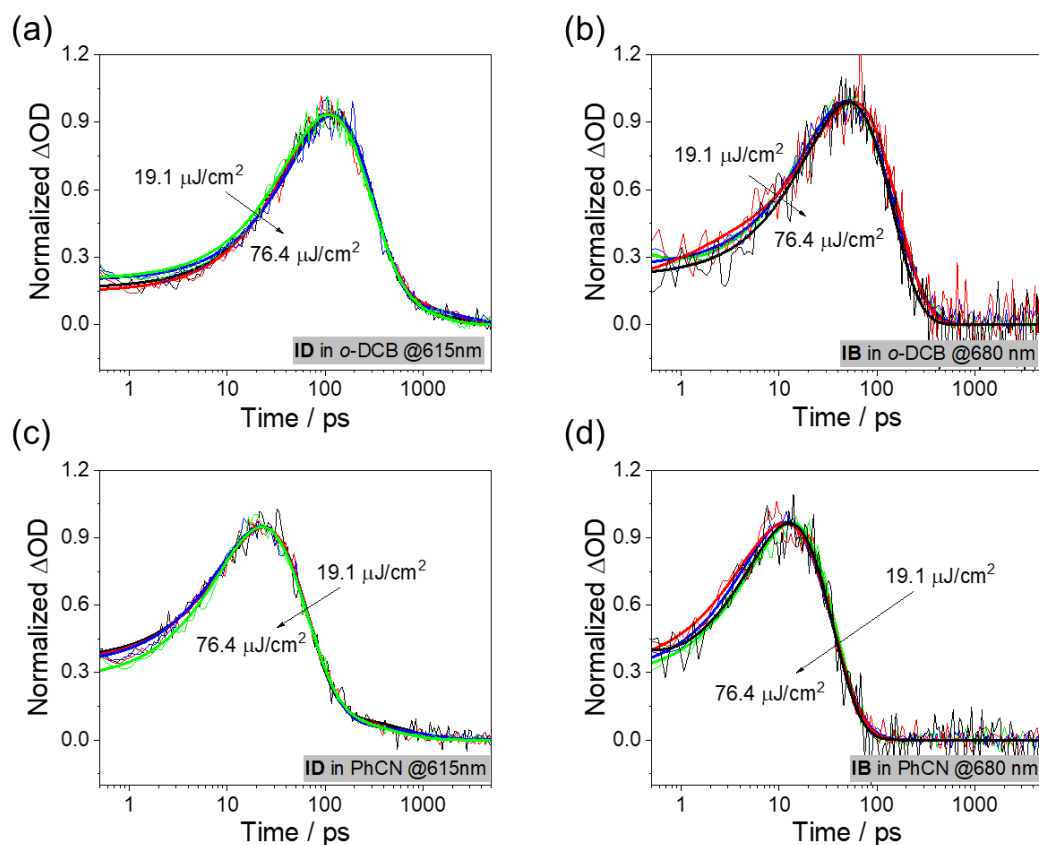 (a)
1.2
0.9
0.6
0.3
0.0
Normalized ΔOD
19.1 μJ/cm²
76.4 μJ/cm²
ID in o-DCB @615nm
1 10 100 1000
Time / ps
(b)
1.2
0.9
0.6
0.3
0.0
Normalized ΔOD
19.1 μJ/cm²
76.4 μJ/cm²
IB in o-DCB @680 nm
1 10 100 1000
Time / ps
(c)
1.2
0.9
0.6
0.3
0.0
Normalized ΔOD
19.1 μJ/cm²
76.4 μJ/cm²
ID in PhCN @615nm
1 10 100 1000
Time / ps
(d)
1.2
0.9
0.6
0.3
0.0
Normalized ΔOD
19.1 μJ/cm²
76.4 μJ/cm²
IB in PhCN @680 nm
1 10 100 1000
Time / ps